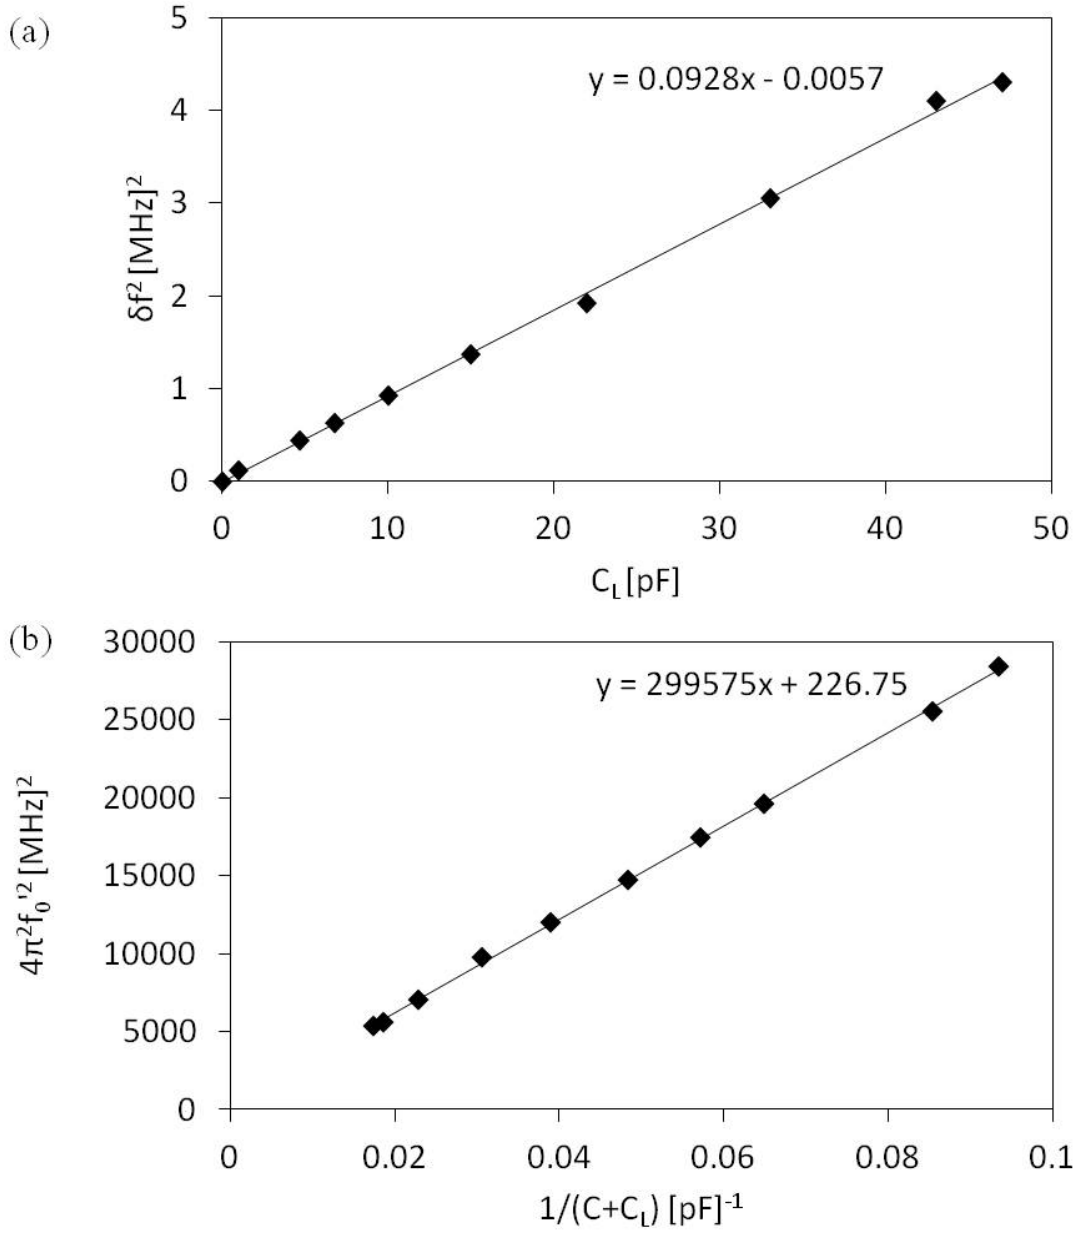 (a)
5
4
3
2
1
0
δf² [MHz]²
y = 0.0928x - 0.0057
0 10 20 30 40 50
C_L [pF]
(b)
30000
25000
20000
15000
10000
5000
0
4π²f₀'² [MHz]²
y = 299575x + 226.75
0 0.02 0.04 0.06 0.08 0.1
1/(C+C_L) [pF]⁻¹